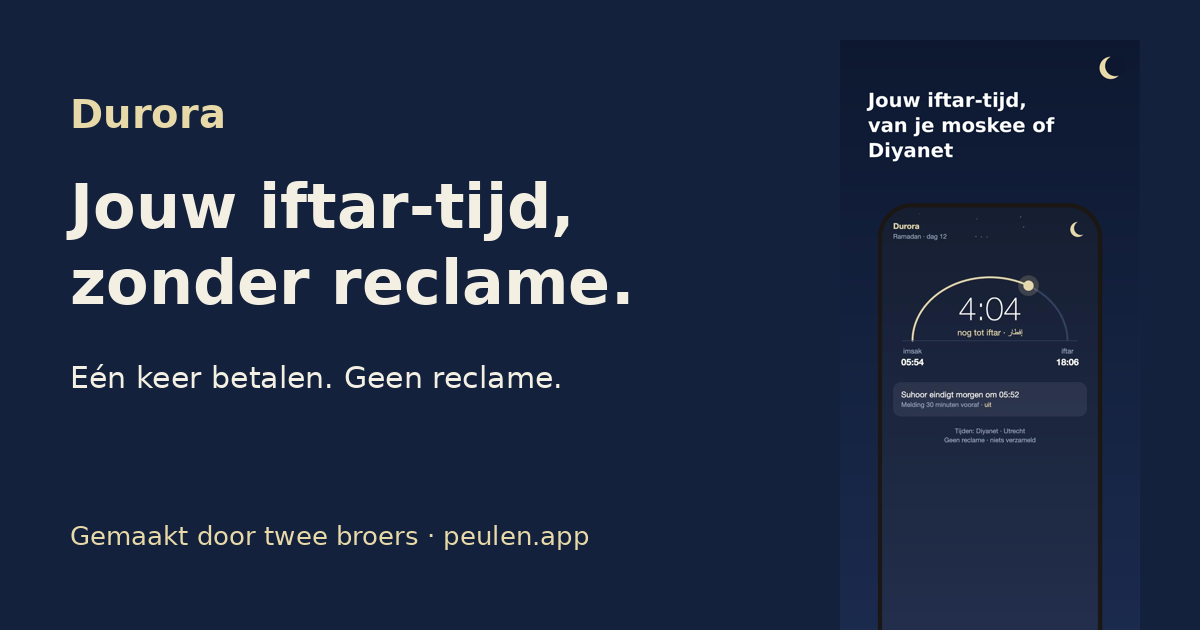 Durora
Jouw iftar-tijd,
zonder reclame.
Eén keer betalen. Geen reclame.
Gemaakt door twee broers · peulen.app
Jouw iftar-tijd,
van je moskee of
Diyanet
Durora
Ramadan · dag 12
4:04
nog tot iftar · إفطار
imsak
05:54
iftar
18:06
Suhoor eindigt morgen om 05:52
Melding 30 minuten vooraf · uit
Tijden: Diyanet · Utrecht
Geen reclame · niets verzameld